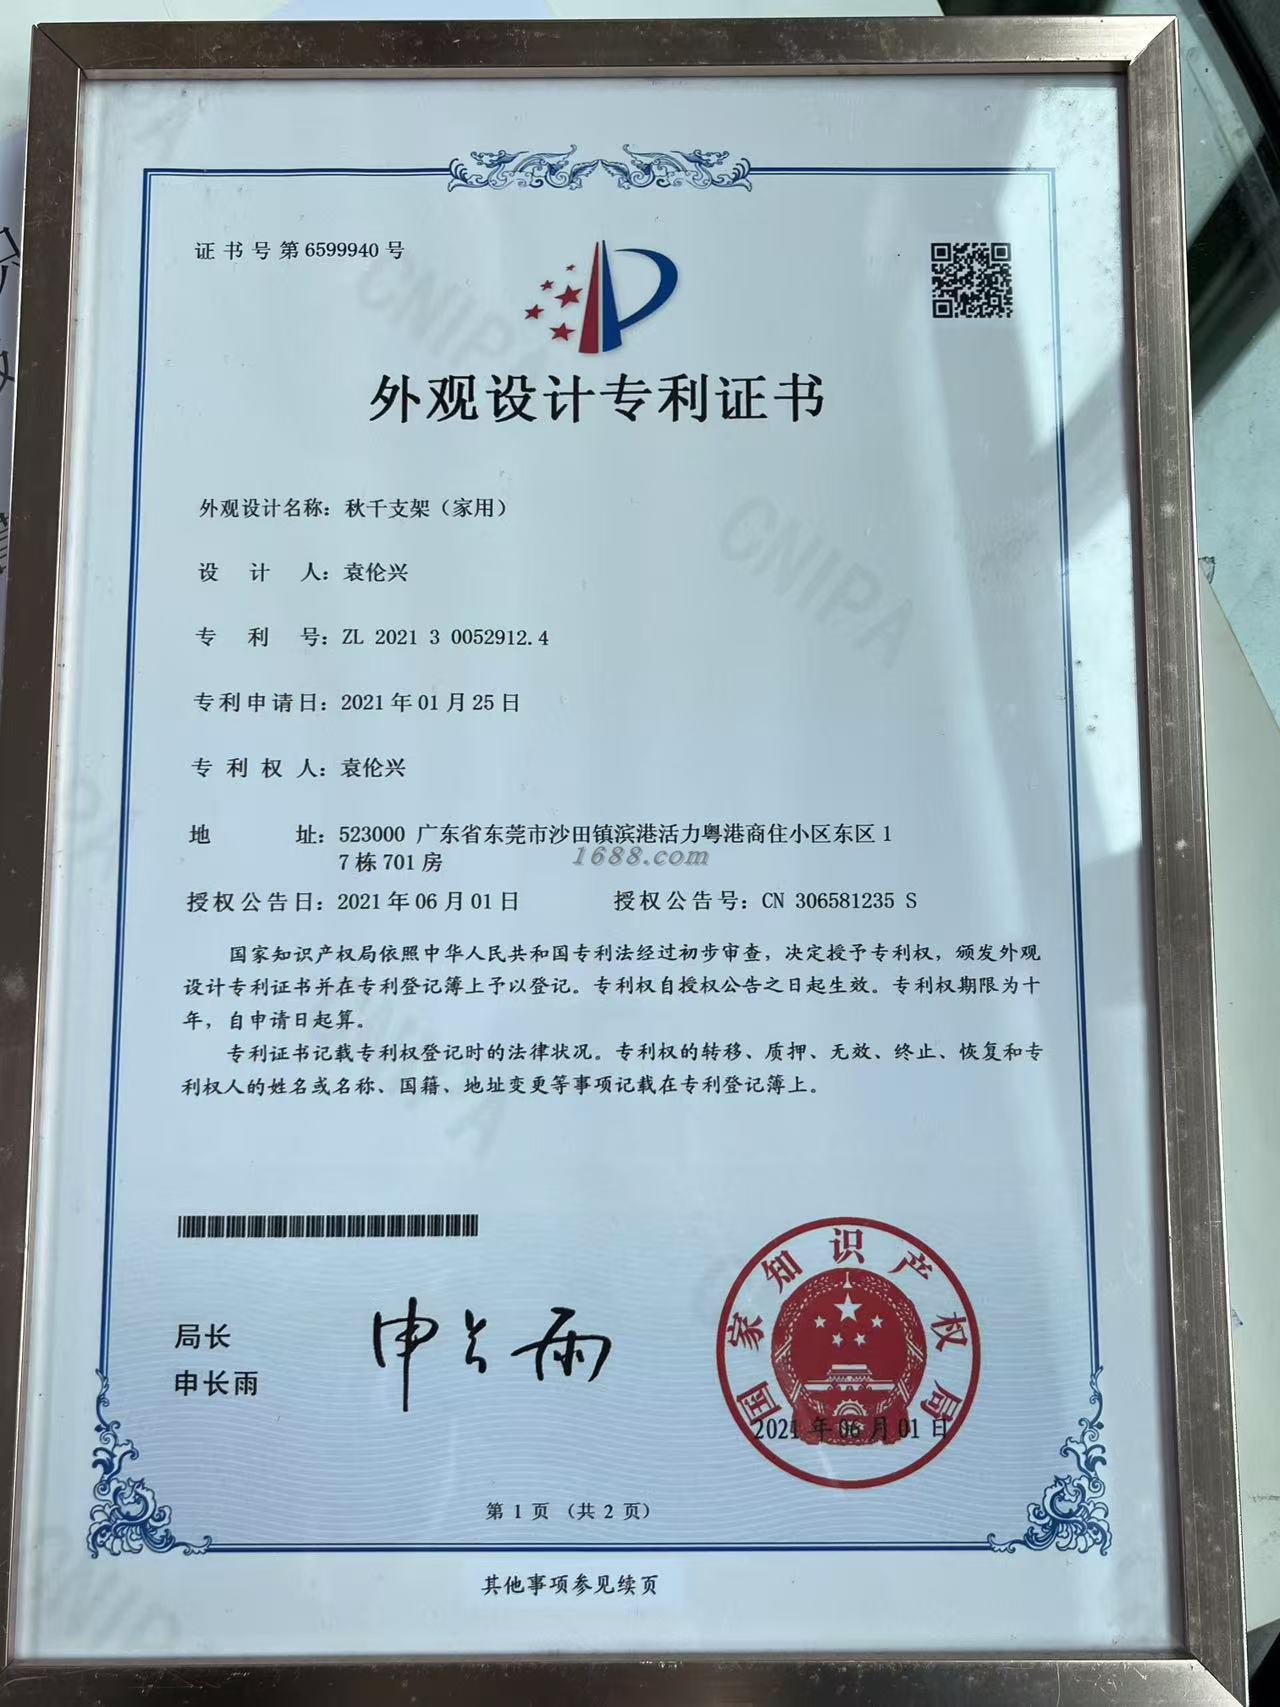 证书号第6599940号
外观设计专利证书
外观设计名称：秋千支架（家用）
设计人：袁伦兴
专利号：ZL 2021 3 0052912.4
专利申请日：2021年01月25日
专利权人：袁伦兴
地址：523000 广东省东莞市沙田镇滨港活力粤港商住小区东区1
7栋701房
1688.com
授权公告日：2021年06月01日 授权公告号：CN 306581235 S
国家知识产权局依照中华人民共和国专利法经过初步审查，决定授予专利权，颁发外观
设计专利证书并在专利登记簿上予以登记。专利权自授权公告之日起生效。专利权期限为十
年，自申请日起算。
专利证书记载专利权登记时的法律状况。专利权的转移、质押、无效、终止、恢复和专
利权人的姓名或名称、国籍、地址变更等事项记载在专利登记簿上。
局长
申长雨
申长雨
国家知识产权局
2021年06月01日
第1页（共2页）
其他事项参见续页
CNIPA
CNIPA
CNIPA